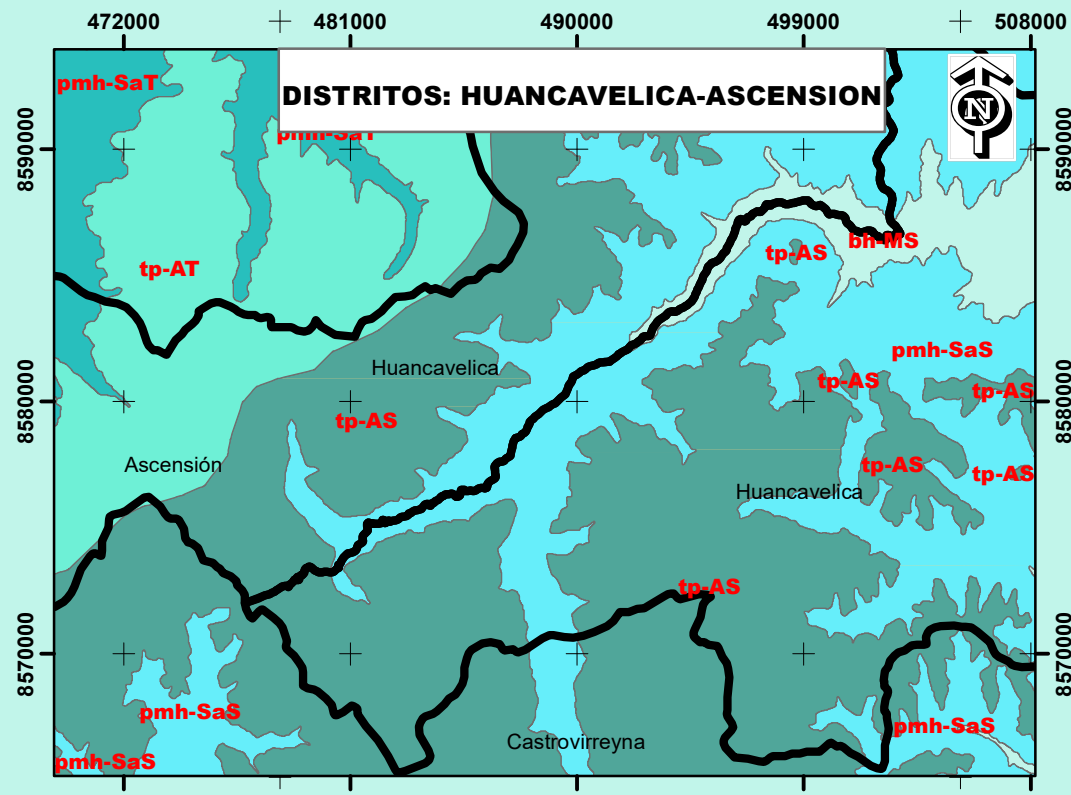 472000 481000 490000 499000 508000
DISTRITOS: HUANCAVELICA-ASCENSION
N
pmh-SaT
pmh-SaT
8590000
8590000
bh-MS
tp-AS
tp-AT
pmh-SaS
Huancavelica
tp-AS
tp-AS
8580000
8580000
tp-AS
Ascensión
tp-AS
tp-AS
Huancavelica
tp-AS
8570000
8570000
pmh-SaS
pmh-SaS
Castrovirreyna
pmh-SaS